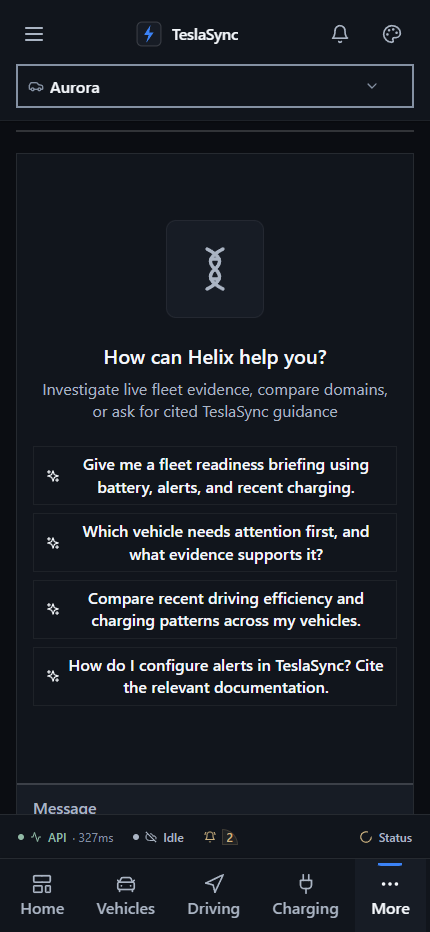 TeslaSync
Aurora
How can Helix help you?
Investigate live fleet evidence, compare domains,
or ask for cited TeslaSync guidance
Give me a fleet readiness briefing using
battery, alerts, and recent charging.
Which vehicle needs attention first, and
what evidence supports it?
Compare recent driving efficiency and
charging patterns across my vehicles.
How do I configure alerts in TeslaSync? Cite
the relevant documentation.
Message
API · 327ms Idle 2 Status
Home Vehicles Driving Charging More